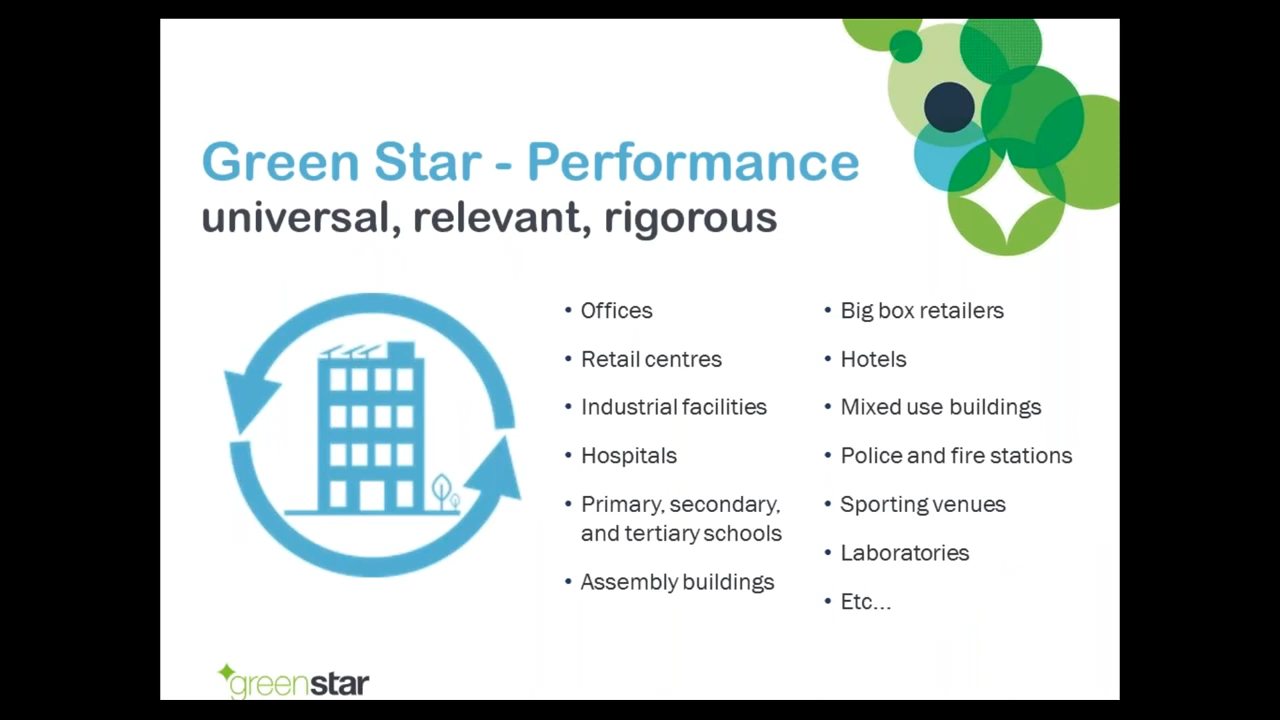 Green Star - Performance
universal, relevant, rigorous
• Offices
• Retail centres
• Industrial facilities
• Hospitals
• Primary, secondary,
and tertiary schools
• Assembly buildings
• Big box retailers
• Hotels
• Mixed use buildings
• Police and fire stations
• Sporting venues
• Laboratories
• Etc...
greenstar